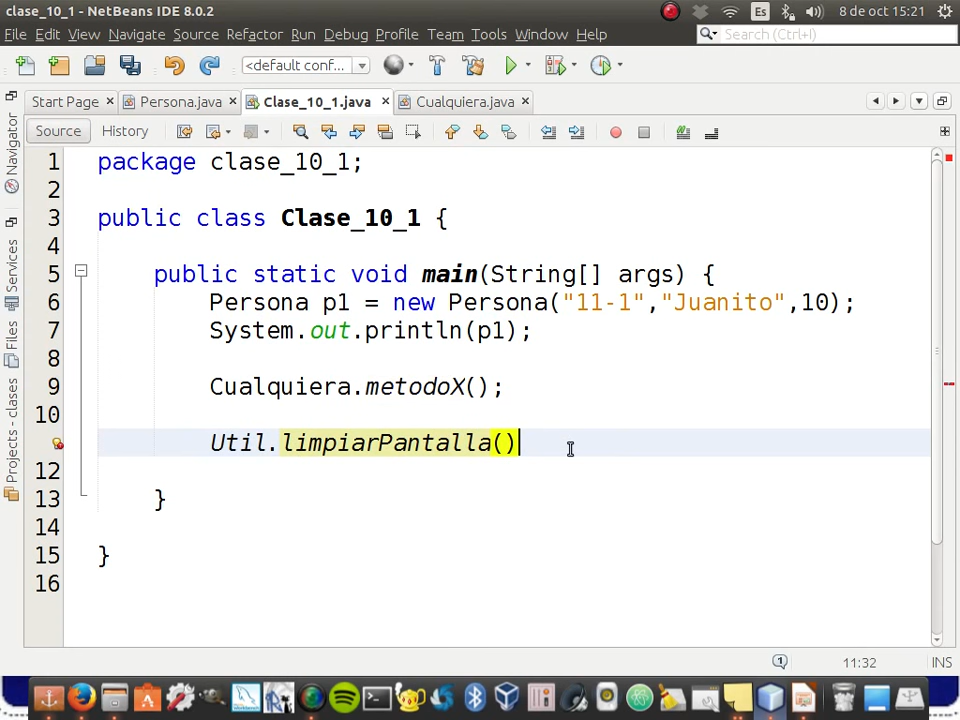 clase_10_1 - NetBeans IDE 8.0.2
Es
8 de oct 15:21
File Edit View Navigate Source Refactor Run Debug Profile Team Tools Window Help
Search (Ctrl+I)
<default conf...
Start Page
Persona.java
Clase_10_1.java
Cualquiera.java
Source
History
Navigator
Services
Files
Projects - clases
1 package clase_10_1;
2
3 public class Clase_10_1 {
4
5 public static void main(String[] args) {
6 Persona p1 = new Persona("11-1","Juanito",10);
7 System.out.println(p1);
8
9 Cualquiera.metodoX();
10
Util.limpiarPantalla()
12
13 }
14
15 }
16
1
11:32
INS